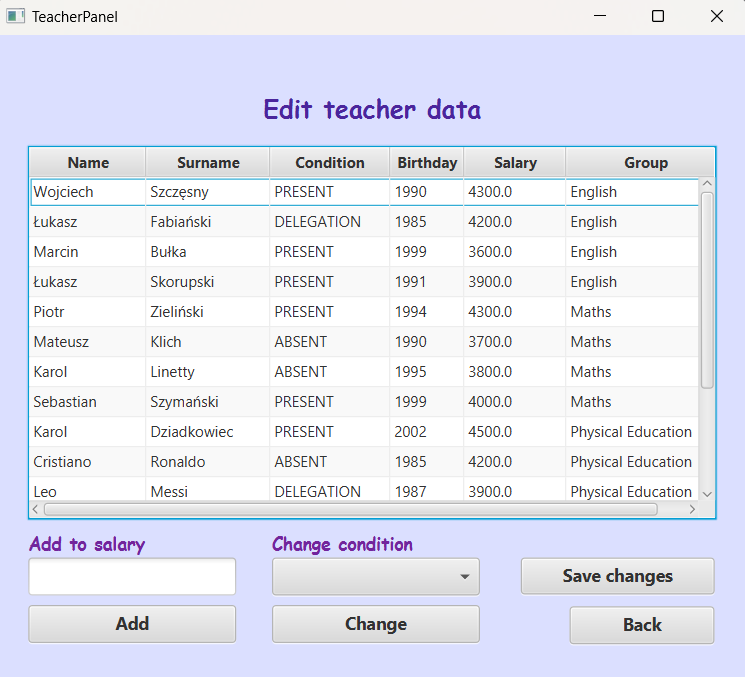 TeacherPanel
Edit teacher data
Name Surname Condition Birthday Salary Group
Wojciech Szczęsny PRESENT 1990 4300.0 English
Łukasz Fabiański DELEGATION 1985 4200.0 English
Marcin Bułka PRESENT 1999 3600.0 English
Łukasz Skorupski PRESENT 1991 3900.0 English
Piotr Zieliński PRESENT 1994 4300.0 Maths
Mateusz Klich ABSENT 1990 3700.0 Maths
Karol Linetty ABSENT 1995 3800.0 Maths
Sebastian Szymański PRESENT 1999 4000.0 Maths
Karol Dziadkowiec PRESENT 2002 4500.0 Physical Education
Cristiano Ronaldo ABSENT 1985 4200.0 Physical Education
Leo Messi DELEGATION 1987 3900.0 Physical Education
Add to salary Change condition
Save changes
Add Change Back